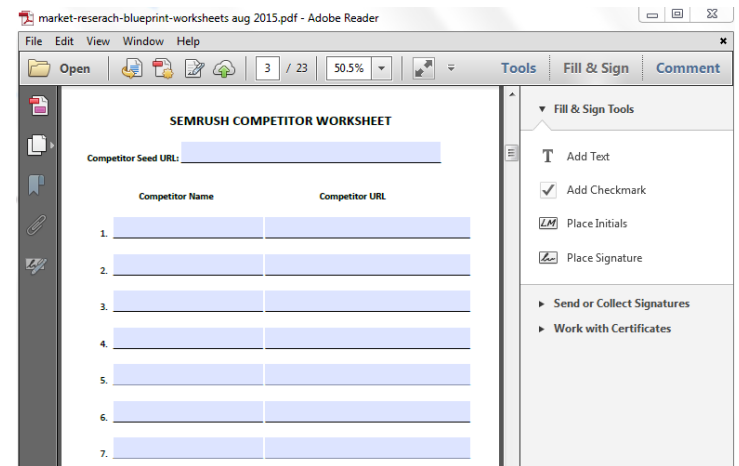 market-reserach-blueprint-worksheets aug 2015.pdf - Adobe Reader
File Edit View Window Help
Open 3 / 23 50.5% Tools Fill & Sign Comment
SEMRUSH COMPETITOR WORKSHEET
Competitor Seed URL:
Competitor Name Competitor URL
1.
2.
3.
4.
5.
6.
7.
Fill & Sign Tools
T Add Text
Add Checkmark
LM Place Initials
Place Signature
Send or Collect Signatures
Work with Certificates